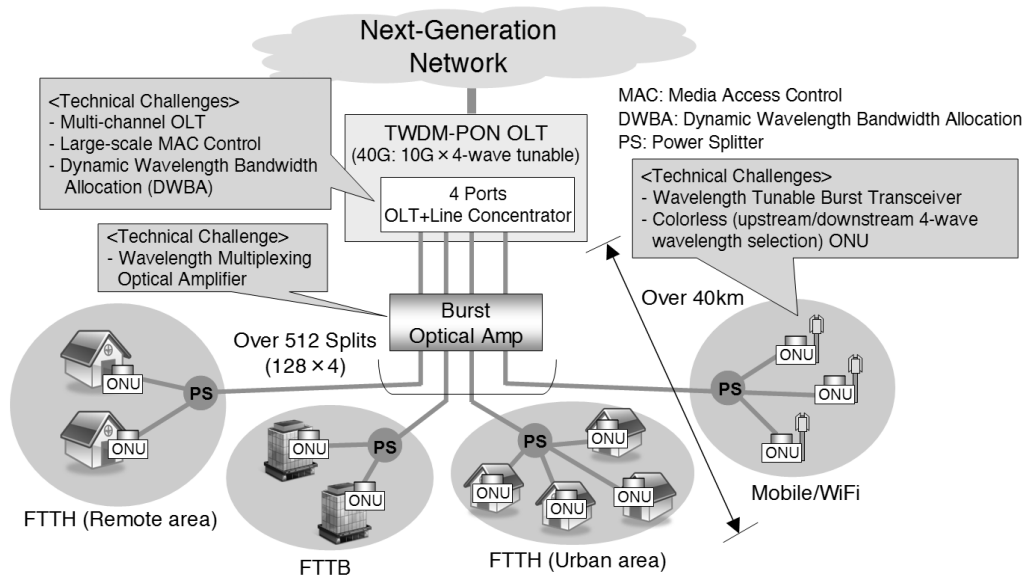 Next-Generation
Network
<Technical Challenges>
- Multi-channel OLT
- Large-scale MAC Control
- Dynamic Wavelength Bandwidth
Allocation (DWBA)
TWDM-PON OLT
(40G: 10G×4-wave tunable)
4 Ports
OLT+Line Concentrator
MAC: Media Access Control
DWBA: Dynamic Wavelength Bandwidth Allocation
PS: Power Splitter
<Technical Challenges>
- Wavelength Tunable Burst Transceiver
- Colorless (upstream/downstream 4-wave
wavelength selection) ONU
<Technical Challenge>
- Wavelength Multiplexing
Optical Amplifier
Burst
Optical Amp
Over 40km
Over 512 Splits
(128×4)
ONU
ONU
PS
FTTH (Remote area)
ONU
ONU
PS
FTTB
PS
ONU
ONU
ONU
ONU
FTTH (Urban area)
PS
ONU
ONU
ONU
Mobile/WiFi